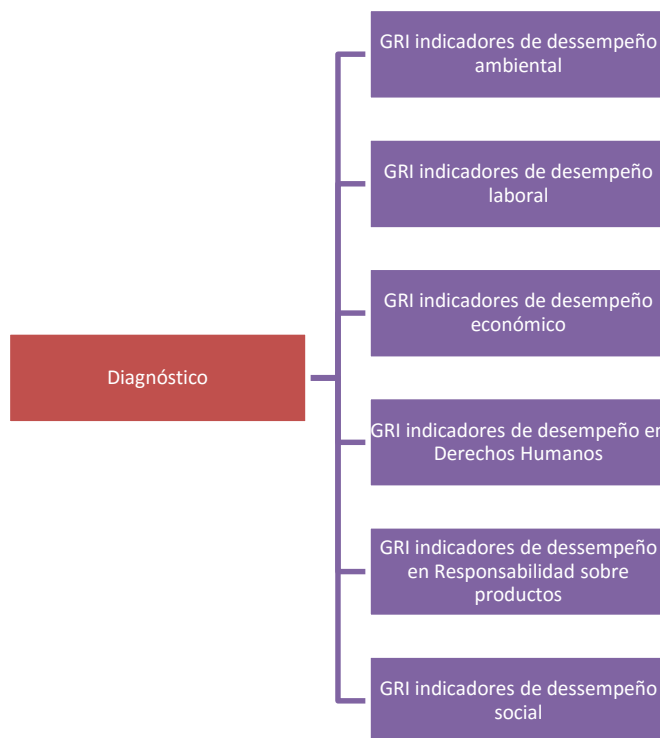 GRI indicadores de dessempeño
ambiental
GRI indicadores de desempeño
laboral
GRI indicadores de desempeño
económico
Diagnóstico
GRI indicadores de desempeño en
Derechos Humanos
GRI indicadores de dessempeño
en Responsabilidad sobre
productos
GRI indicadores de dessempeño
social